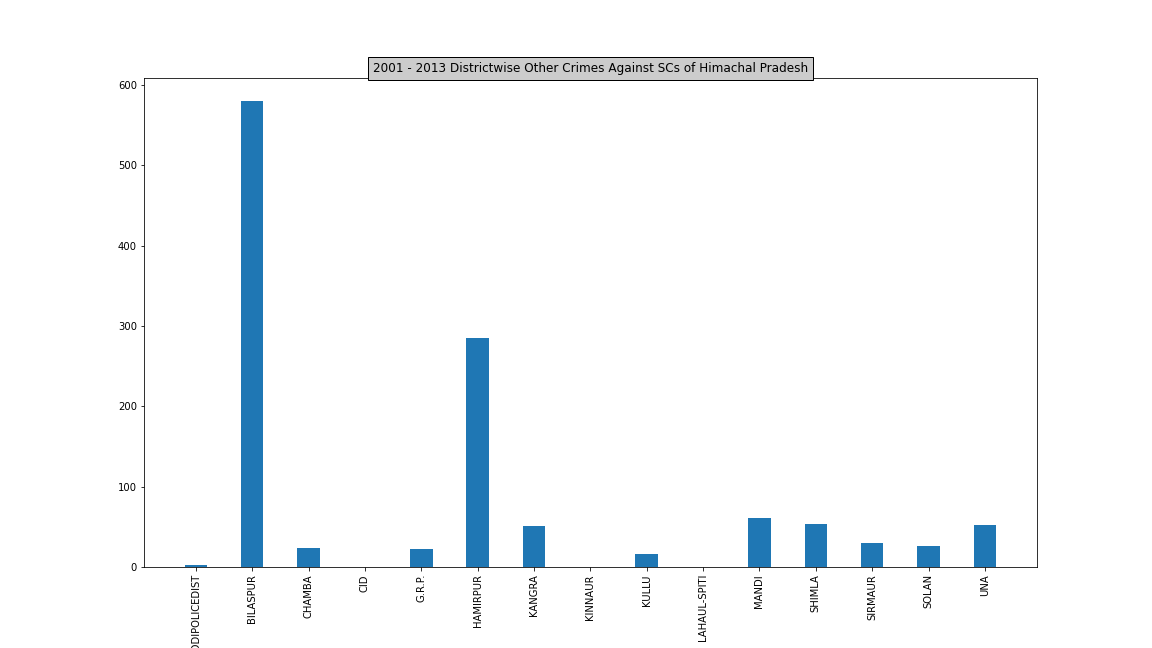 2001 - 2013 Districtwise Other Crimes Against SCs of Himachal Pradesh
600
500
400
300
200
100
0
BILASPUR
CHAMBA
CID
G.R.P.
HAMIRPUR
KANGRA
KINNAUR
KULLU
LAHAUL-SPITI
MANDI
SHIMLA
SIRMAUR
SOLAN
UNA